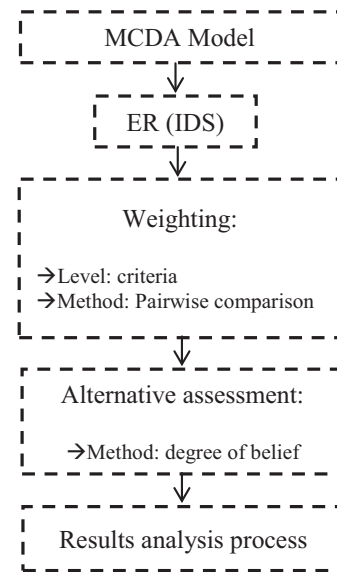 MCDA Model
ER (IDS)
Weighting:
→Level: criteria
→Method: Pairwise comparison
Alternative assessment:
→Method: degree of belief
Results analysis process